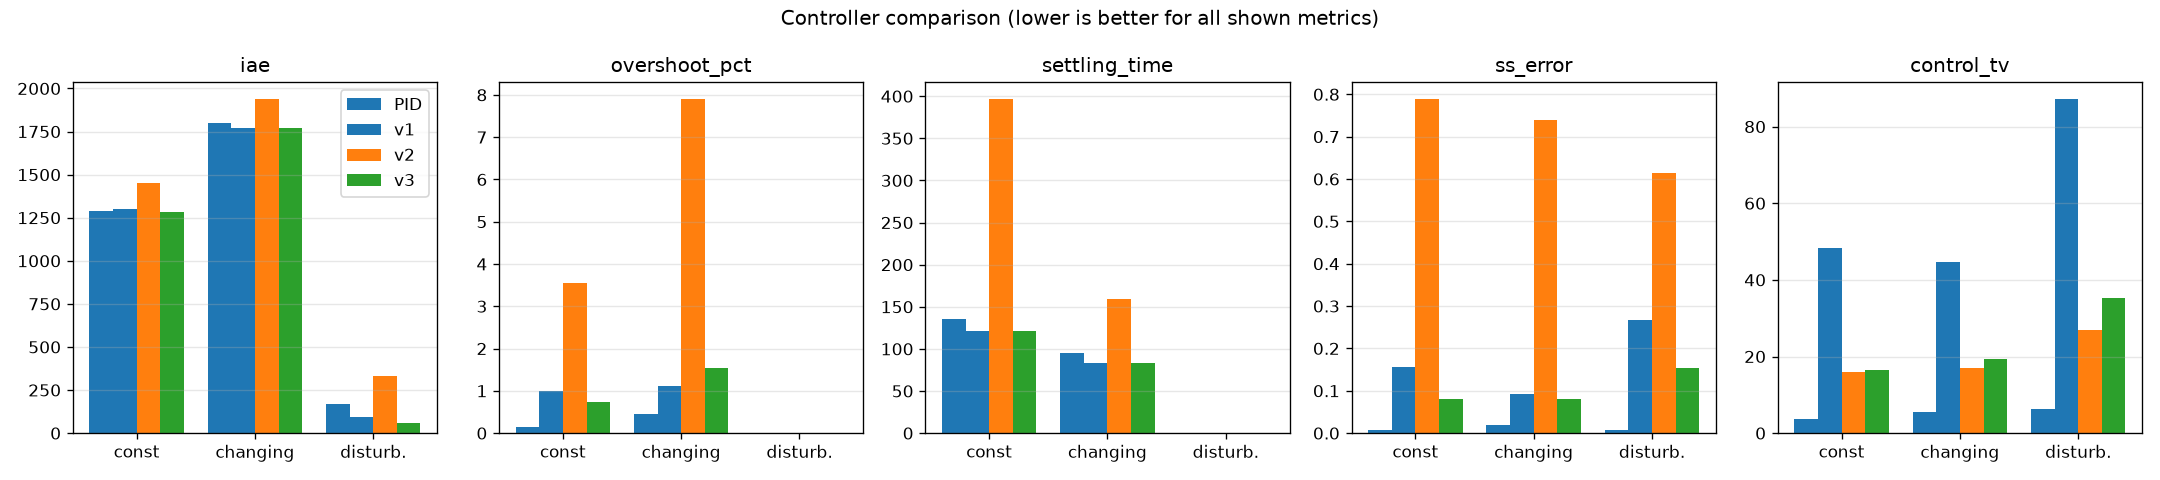 Controller comparison (lower is better for all shown metrics)
iae
2000
1750
1500
1250
1000
750
500
250
0
const
changing
disturb.
PID
v1
v2
v3
overshoot_pct
8
7
6
5
4
3
2
1
0
const
changing
disturb.
settling_time
400
350
300
250
200
150
100
50
0
const
changing
disturb.
ss_error
0.8
0.7
0.6
0.5
0.4
0.3
0.2
0.1
0.0
const
changing
disturb.
control_tv
80
60
40
20
0
const
changing
disturb.